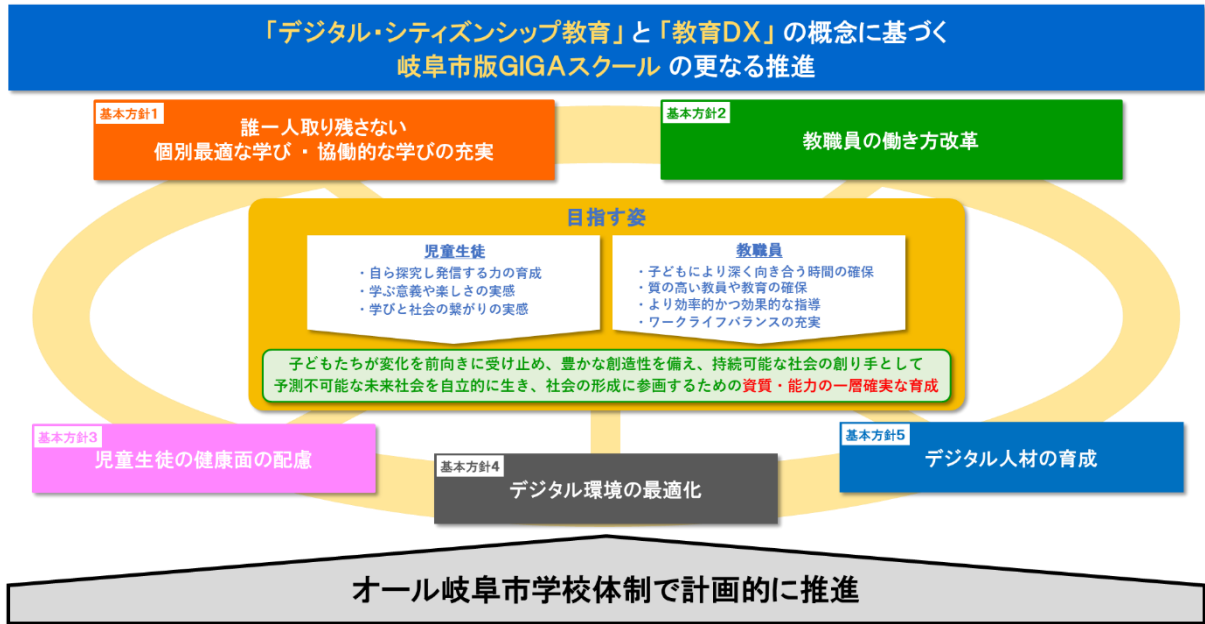 「デジタル・シティズンシップ教育」と「教育DX」の概念に基づく
岐阜市版GIGAスクール の更なる推進
基本方針1
誰一人取り残さない
個別最適な学び ・ 協働的な学びの充実
基本方針2
教職員の働き方改革
目指す姿
児童生徒
・自ら探究し発信する力の育成
・学ぶ意義や楽しさの実感
・学びと社会の繋がりの実感
教職員
・子どもにより深く向き合う時間の確保
・質の高い教員や教育の確保
・より効率的かつ効果的な指導
・ワークライフバランスの充実
子どもたちが変化を前向きに受け止め、豊かな創造性を備え、持続可能な社会の創り手として
予測不可能な未来社会を自立的に生き、社会の形成に参画するための資質・能力の一層確実な育成
基本方針3
児童生徒の健康面の配慮
基本方針4
デジタル環境の最適化
基本方針5
デジタル人材の育成
オール岐阜市学校体制で計画的に推進